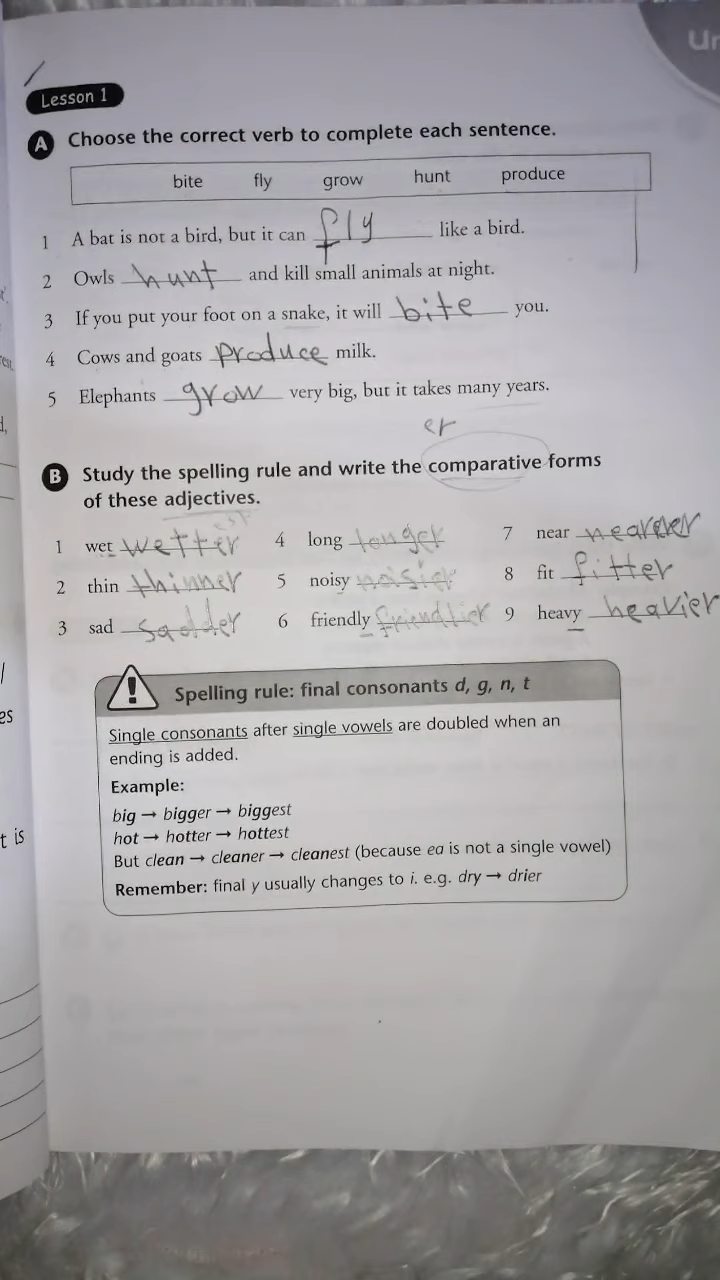 Ur
Lesson 1
A Choose the correct verb to complete each sentence.
bite fly grow hunt produce
1 A bat is not a bird, but it can fly like a bird.
2 Owls hunt and kill small animals at night.
3 If you put your foot on a snake, it will bite you.
4 Cows and goats produce milk.
5 Elephants grow very big, but it takes many years.
er
B Study the spelling rule and write the comparative forms
of these adjectives.
est
1 wet wetter 4 long longer 7 near nearer
2 thin thinner 5 noisy noisier 8 fit fitter
3 sad sadder 6 friendly friendlier 9 heavy heavier
! Spelling rule: final consonants d, g, n, t
Single consonants after single vowels are doubled when an
ending is added.
Example:
big → bigger → biggest
hot → hotter → hottest
But clean → cleaner → cleanest (because ea is not a single vowel)
Remember: final y usually changes to i. e.g. dry → drier
es
t is